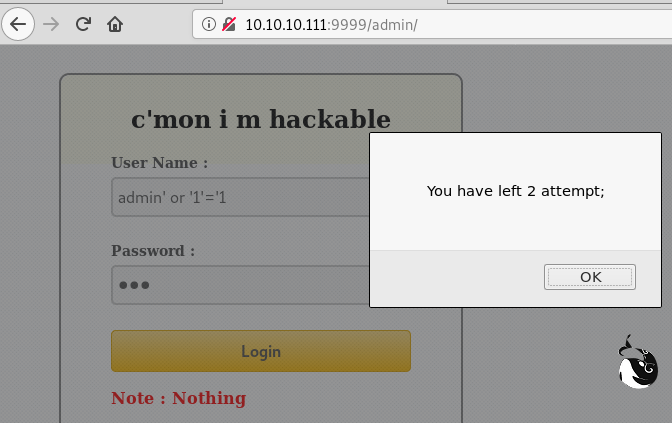 10.10.10.111:9999/admin/
c'mon i m hackable
User Name :
admin' or '1'='1
You have left 2 attempt;
Password :
●●●
OK
Login
Note : Nothing